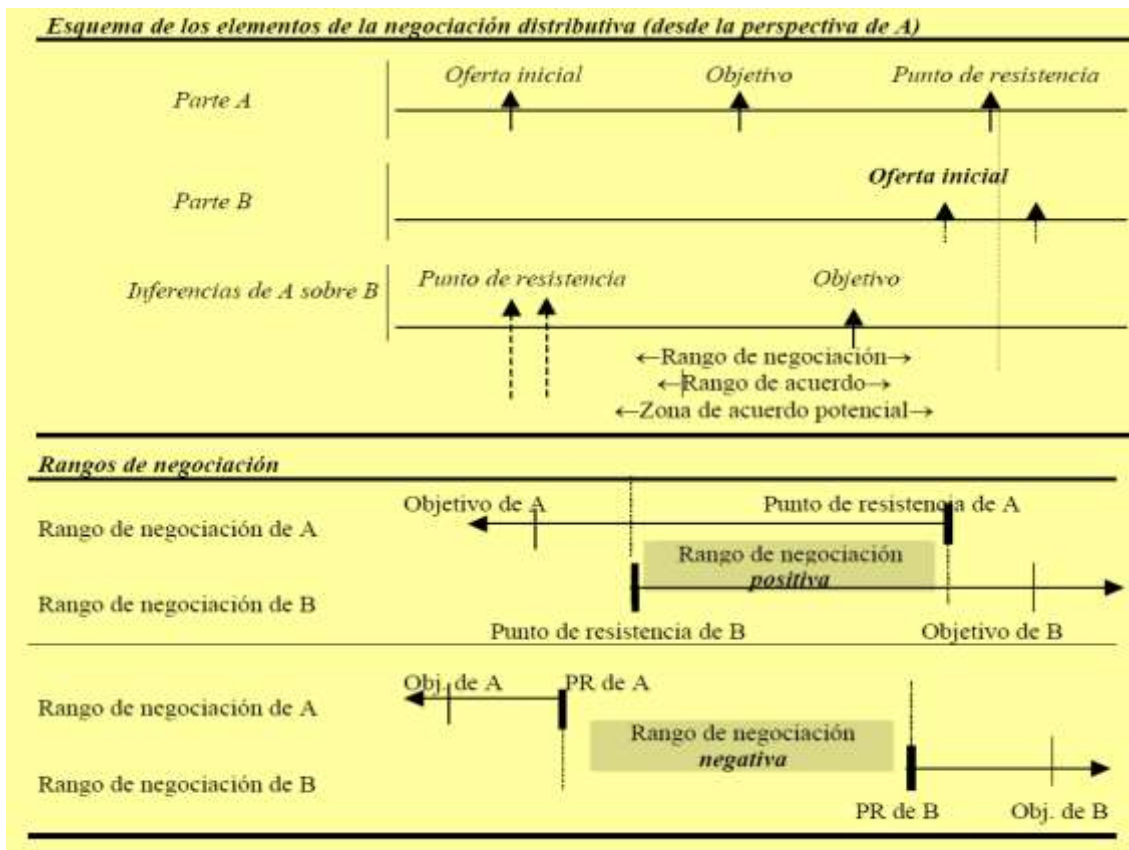 Esquema de los elementos de la negociación distributiva (desde la perspectiva de A)
Oferta inicial Objetivo Punto de resistencia
Parte A
Oferta inicial
Parte B
Punto de resistencia Objetivo
Inferencias de A sobre B
←Rango de negociación→
←Rango de acuerdo→
←Zona de acuerdo potencial→
Rangos de negociación
Objetivo de A Punto de resistencia de A
Rango de negociación de A
Rango de negociación
positiva
Rango de negociación de B
Punto de resistencia de B Objetivo de B
Obj. de A PR de A
Rango de negociación de A
Rango de negociación
negativa
Rango de negociación de B
PR de B Obj. de B